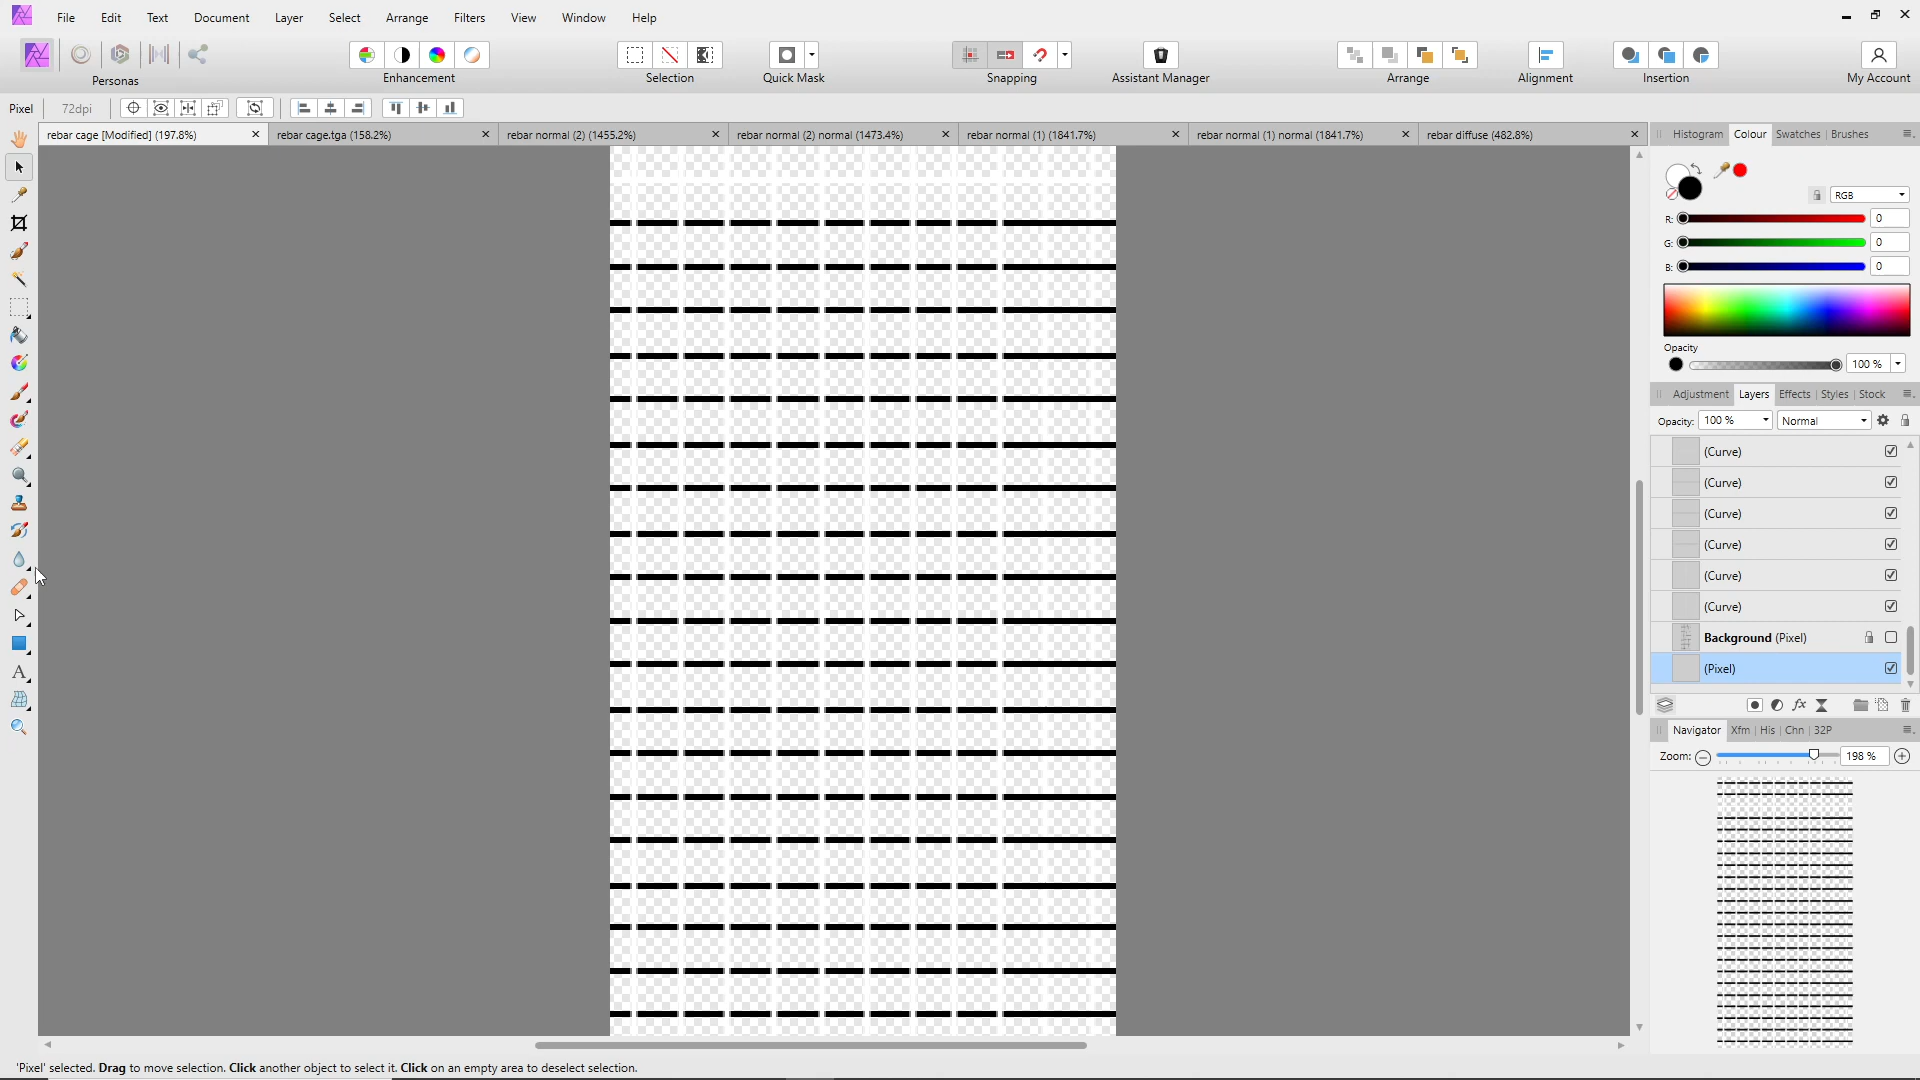 File Edit Text Document Layer Select Arrange Filters View Window Help
Personas Enhancement Selection Quick Mask Snapping Assistant Manager Arrange Alignment Insertion My Account
Pixel 72dpi
rebar cage [Modified] (197.8%) rebar cage.tga (158.2%) rebar normal (2) (1455.2%) rebar normal (2) normal (1473.4%) rebar normal (1) (1841.7%) rebar normal (1) normal (1841.7%) rebar diffuse (482.8%)
Histogram Colour Swatches Brushes
RGB
R: 0
G: 0
B: 0
Opacity
100 %
Adjustment Layers Effects Styles Stock
Opacity: 100 % Normal
(Curve)
(Curve)
(Curve)
(Curve)
(Curve)
(Curve)
Background (Pixel)
(Pixel)
Navigator Xfm His Chn 32P
Zoom: 198 %
'Pixel' selected. Drag to move selection. Click another object to select it. Click on an empty area to deselect selection.